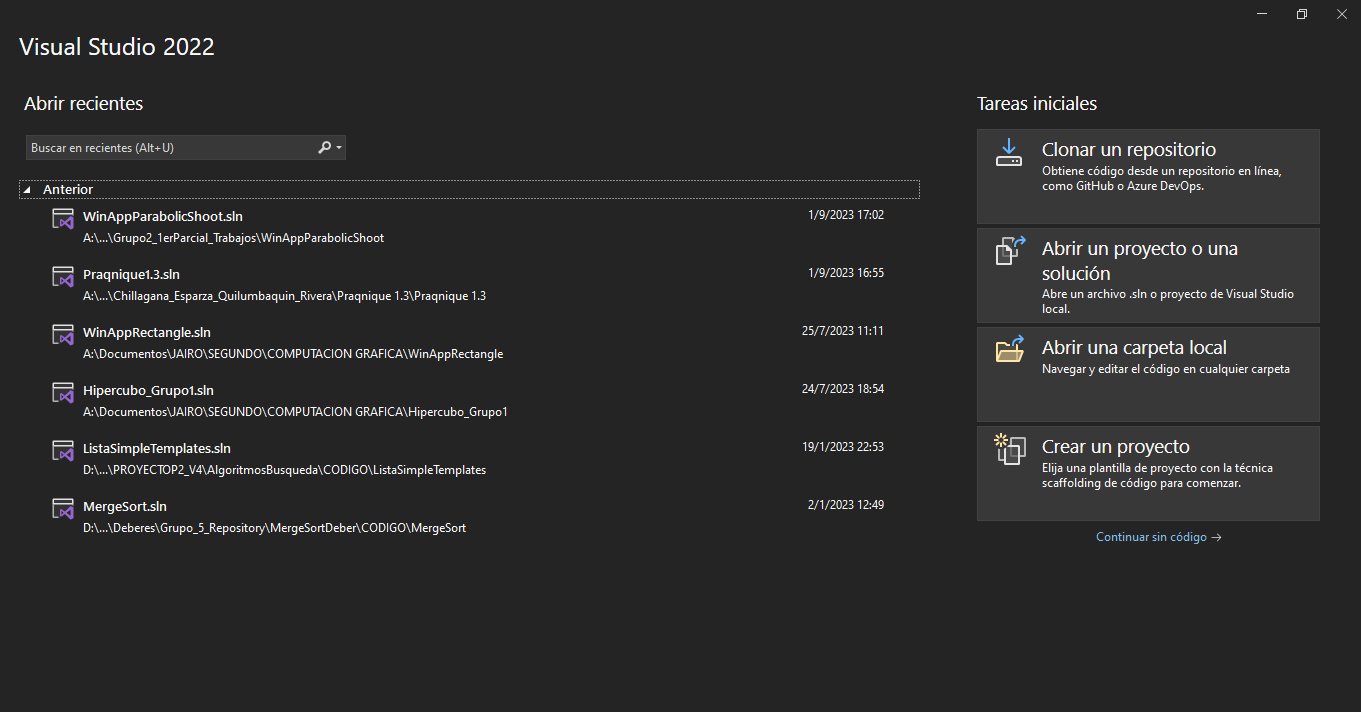 Visual Studio 2022
Abrir recientes
Buscar en recientes (Alt+U)
Anterior
WinAppParabolicShoot.sln
1/9/2023 17:02
A:\...\Grupo2_1erParcial_Trabajos\WinAppParabolicShoot
Praqnique1.3.sln
1/9/2023 16:55
A:\...\Chillagana_Esparza_Quilumbaquin_Rivera\Praqnique 1.3\Praqnique 1.3
WinAppRectangle.sln
25/7/2023 11:11
A:\Documentos\JAIRO\SEGUNDO\COMPUTACION GRAFICA\WinAppRectangle
Hipercubo_Grupo1.sln
24/7/2023 18:54
A:\Documentos\JAIRO\SEGUNDO\COMPUTACION GRAFICA\Hipercubo_Grupo1
ListaSimpleTemplates.sln
19/1/2023 22:53
D:\...\PROYECTOP2_V4\AlgoritmosBusqueda\CODIGO\ListaSimpleTemplates
MergeSort.sln
2/1/2023 12:49
D:\...\Deberes\Grupo_5_Repository\MergeSortDeber\CODIGO\MergeSort
Tareas iniciales
Clonar un repositorio
Obtiene código desde un repositorio en línea,
como GitHub o Azure DevOps.
Abrir un proyecto o una
solución
Abre un archivo .sln o proyecto de Visual Studio
local.
Abrir una carpeta local
Navegar y editar el código en cualquier carpeta
Crear un proyecto
Elija una plantilla de proyecto con la técnica
scaffolding de código para comenzar.
Continuar sin código →